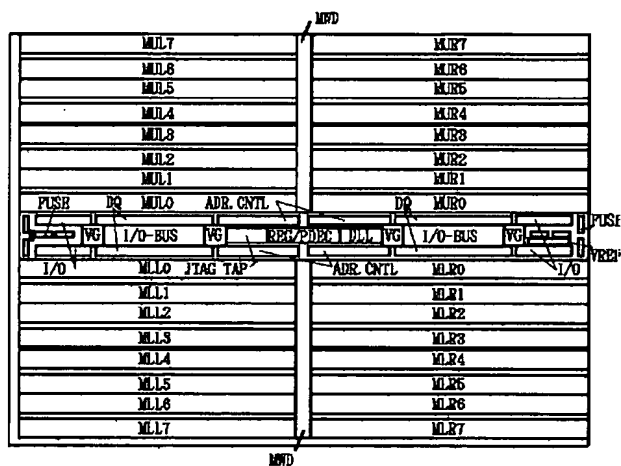 MWD
MUL7 MUR7
MUL6 MUR6
MUL5 MUR5
MUL4 MUR4
MUL3 MUR3
MUL2 MUR2
MUL1 MUR1
FUSE DQ MUL0 ADR. CNTL MUR0 DQ
FUSE
VG I/O-BUS VG REG/PDEC DLL VG I/O-BUS VG
VREF
I/O MLL0 JTAG TAP ADR. CNTL MLR0 I/O
MLL1 MLR1
MLL2 MLR2
MLL3 MLR3
MLL4 MLR4
MLL5 MLR5
MLL6 MLR6
MLL7 MLR7
MWD